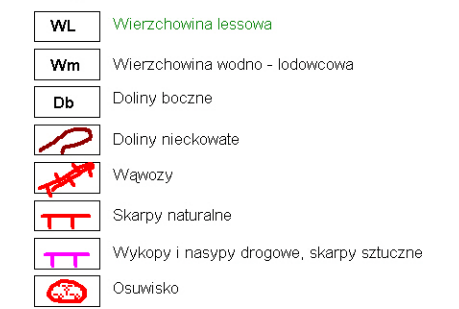 WL Wierzchowina lessowa
Wm Wierzchowina wodno - lodowcowa
Db Doliny boczne
Doliny nieckowate
Wąwozy
Skarpy naturalne
Wykopy i nasypy drogowe, skarpy sztuczne
Osuwisko